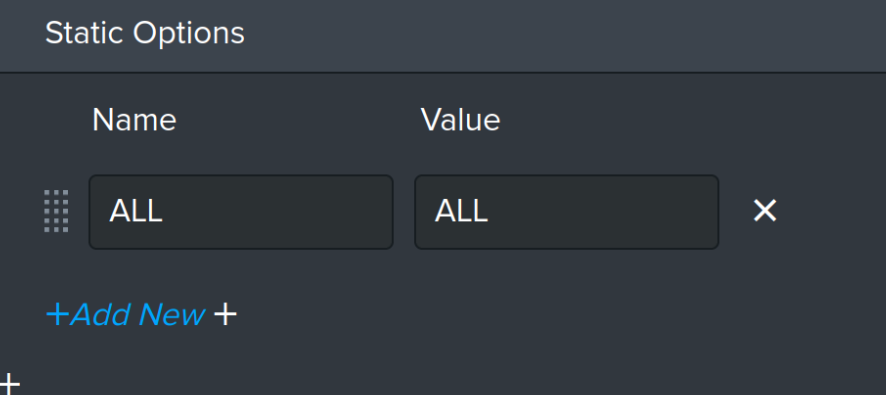 Static Options
Name Value
ALL ALL ×
+Add New +
+